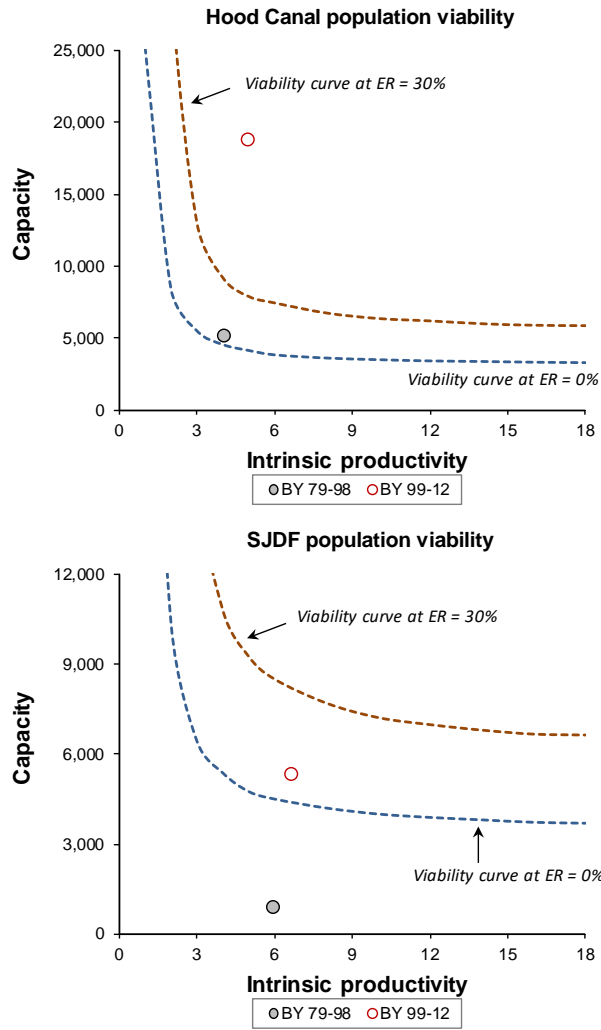 Hood Canal population viability
25,000
Viability curve at ER = 30%
20,000
15,000
Capacity
10,000
5,000
Viability curve at ER = 0%
0
0 3 6 9 12 15 18
Intrinsic productivity
BY 79-98 BY 99-12
SJDF population viability
12,000
Viability curve at ER = 30%
9,000
Capacity
6,000
3,000
Viability curve at ER = 0%
0
0 3 6 9 12 15 18
Intrinsic productivity
BY 79-98 BY 99-12